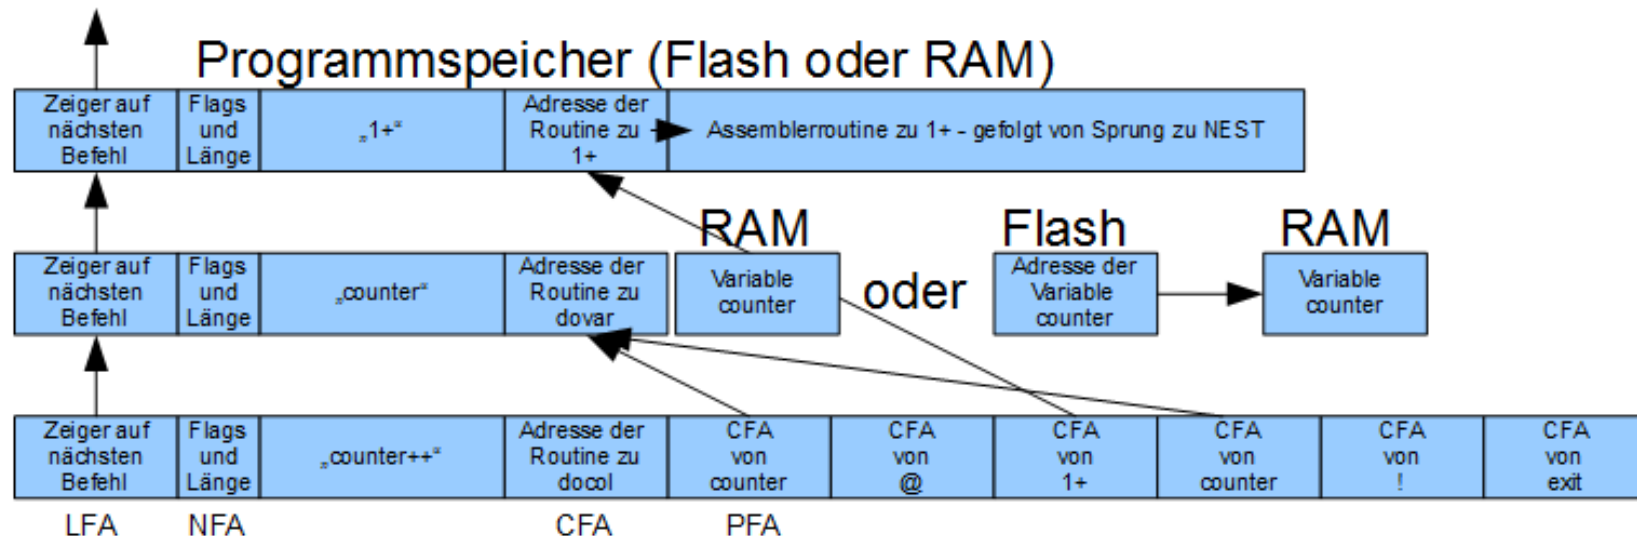 Programmspeicher (Flash oder RAM)
Zeiger auf
nächsten
Befehl
Flags
und
Länge
„1+“
Adresse der
Routine zu
1+
Assemblerroutine zu 1+ - gefolgt von Sprung zu NEST
RAM
Flash
RAM
Zeiger auf
nächsten
Befehl
Flags
und
Länge
„counter“
Adresse der
Routine zu
dovar
Variable
counter
oder
Adresse der
Variable
counter
Variable
counter
Zeiger auf
nächsten
Befehl
Flags
und
Länge
„counter++“
Adresse der
Routine zu
docol
CFA
von
counter
CFA
von
@
CFA
von
1+
CFA
von
counter
CFA
von
!
CFA
von
exit
LFA
NFA
CFA
PFA